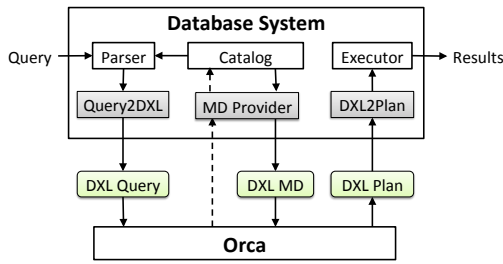 Database System
Query
Parser
Catalog
Executor
Results
Query2DXL
MD Provider
DXL2Plan
DXL Query
DXL MD
DXL Plan
Orca